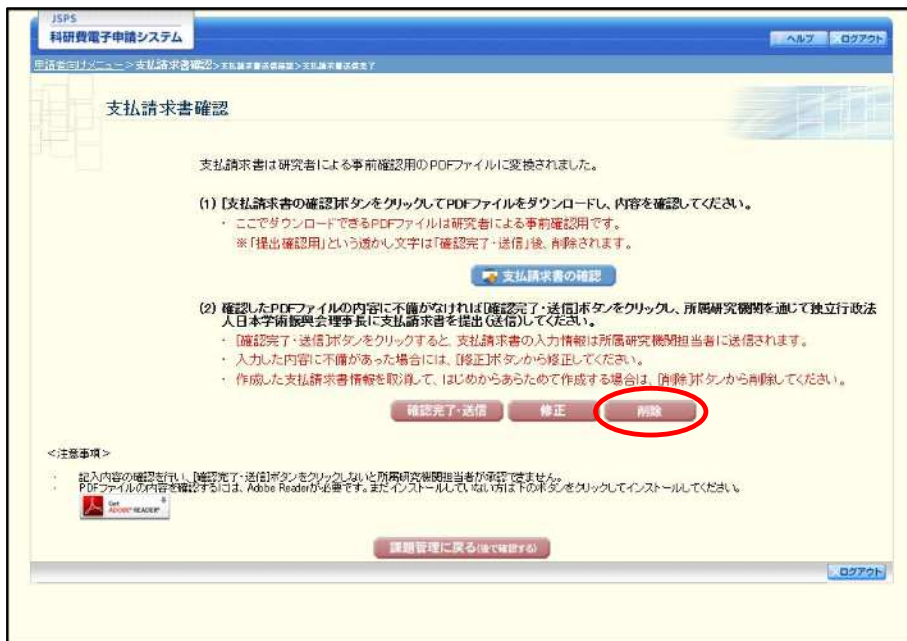 JSPS
科研費電子申請システム
ヘルプ
ログアウト
申請者向けメニュー>支払請求書確認>支払請求書送信確認>支払請求書送信完了
支払請求書確認
支払請求書は研究者による事前確認用のPDFファイルに変換されました。
(1) [支払請求書の確認]ボタンをクリックしてPDFファイルをダウンロードし、内容を確認してください。
・ ここでダウンロードできるPDFファイルは研究者による事前確認用です。
※「提出確認用」という透かし文字は「確認完了・送信」後、削除されます。
支払請求書の確認
(2) 確認したPDFファイルの内容に不備がなければ[確認完了・送信]ボタンをクリックし、所属研究機関を通じて独立行政法
人日本学術振興会理事長に支払請求書を提出(送信)してください。
・ [確認完了・送信]ボタンをクリックすると、支払請求書の入力情報は所属研究機関担当者に送信されます。
・ 入力した内容に不備があった場合には、[修正]ボタンから修正してください。
・ 作成した支払請求書情報を取消して、はじめからあらためて作成する場合は、[削除]ボタンから削除してください。
確認完了・送信
修正
削除
<注意事項>
・ 記入内容の確認を行い、[確認完了・送信]ボタンをクリックしないと所属研究機関担当者が承認できません。
・ PDFファイルの内容を確認するには、Adobe Readerが必要です。まだインストールしていない方は下のボタンをクリックしてインストールしてください。
Get
ADOBE® READER®
課題管理に戻る(後で確認する)
ログアウト